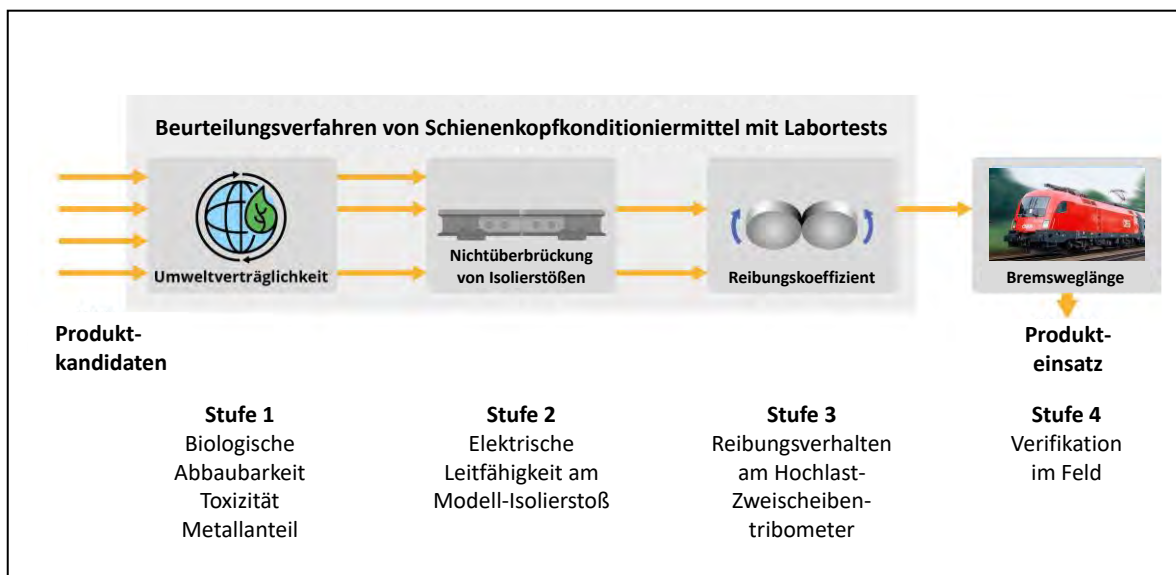 Beurteilungsverfahren von Schienenkopfkonditioniermittel mit Labortests
Umweltverträglichkeit
Nichtüberbrückung
von Isolierstößen
Reibungskoeffizient
Bremsweglänge
Produkt-
kandidaten
Produkt-
einsatz
Stufe 1
Biologische
Abbaubarkeit
Toxizität
Metallanteil
Stufe 2
Elektrische
Leitfähigkeit am
Modell-Isolierstoß
Stufe 3
Reibungsverhalten
am Hochlast-
Zweischeiben-
tribometer
Stufe 4
Verifikation
im Feld